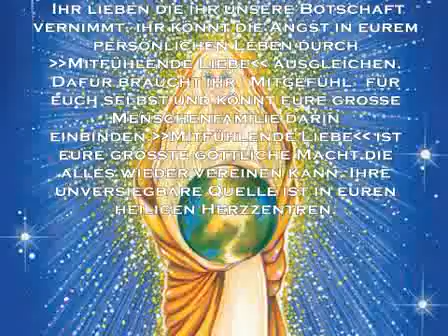 Ihr Lieben die ihr unsere Botschaft
vernimmt, ihr könnt die Angst in eurem
persönlichen Leben durch
>>Mitfühlende Liebe<< ausgleichen.
Dafür braucht ihr Mitgefühl für
euch selbst und könnt eure große
Menschenfamilie darin
einbinden.>>Mitfühlende Liebe<< ist
eure größte göttliche Macht,die
alles wieder vereinen kann. Ihre
unversiegbare Quelle ist in euren
heiligen Herzzentren.